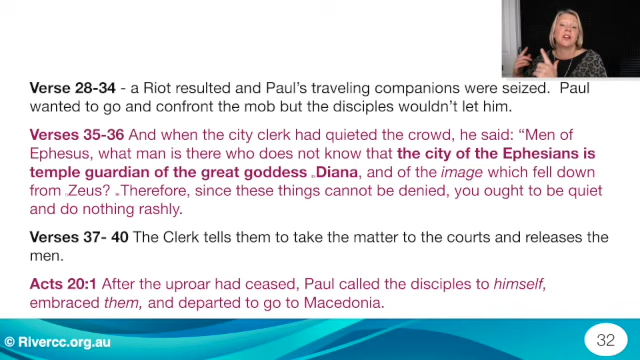 Verse 28-34 - a Riot resulted and Paul's traveling companions were seized. Paul
wanted to go and confront the mob but the disciples wouldn't let him.
Verses 35-36 And when the city clerk had quieted the crowd, he said: "Men of
Ephesus, what man is there who does not know that the city of the Ephesians is
temple guardian of the great goddess Diana, and of the image which fell down
from Zeus? Therefore, since these things cannot be denied, you ought to be quiet
and do nothing rashly.
Verses 37- 40 The Clerk tells them to take the matter to the courts and releases the
men.
Acts 20:1 After the uproar had ceased, Paul called the disciples to himself,
embraced them, and departed to go to Macedonia.
© Rivercc.org.au
32